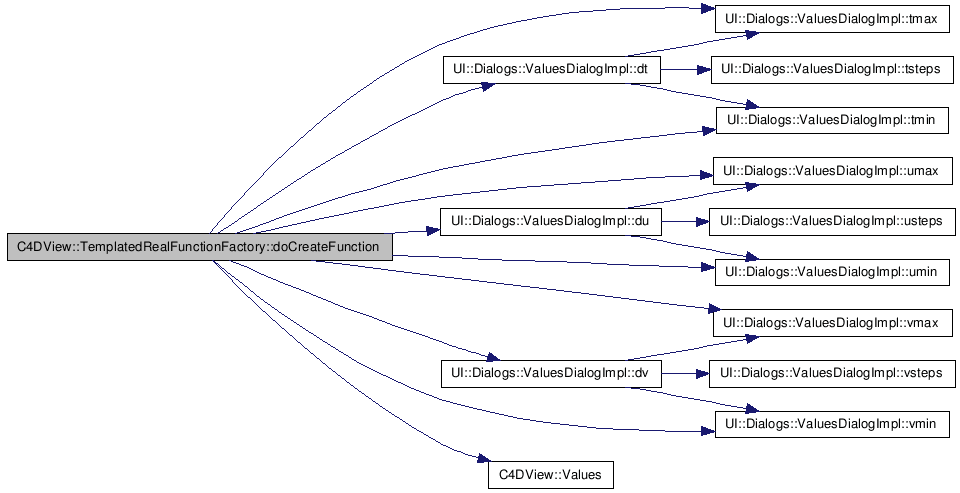 UI::Dialogs::ValuesDialogImpl::tmax
UI::Dialogs::ValuesDialogImpl::dt
UI::Dialogs::ValuesDialogImpl::tsteps
UI::Dialogs::ValuesDialogImpl::tmin
UI::Dialogs::ValuesDialogImpl::umax
UI::Dialogs::ValuesDialogImpl::du
UI::Dialogs::ValuesDialogImpl::usteps
C4DView::TemplatedRealFunctionFactory::doCreateFunction
UI::Dialogs::ValuesDialogImpl::umin
UI::Dialogs::ValuesDialogImpl::vmax
UI::Dialogs::ValuesDialogImpl::dv
UI::Dialogs::ValuesDialogImpl::vsteps
UI::Dialogs::ValuesDialogImpl::vmin
C4DView::Values